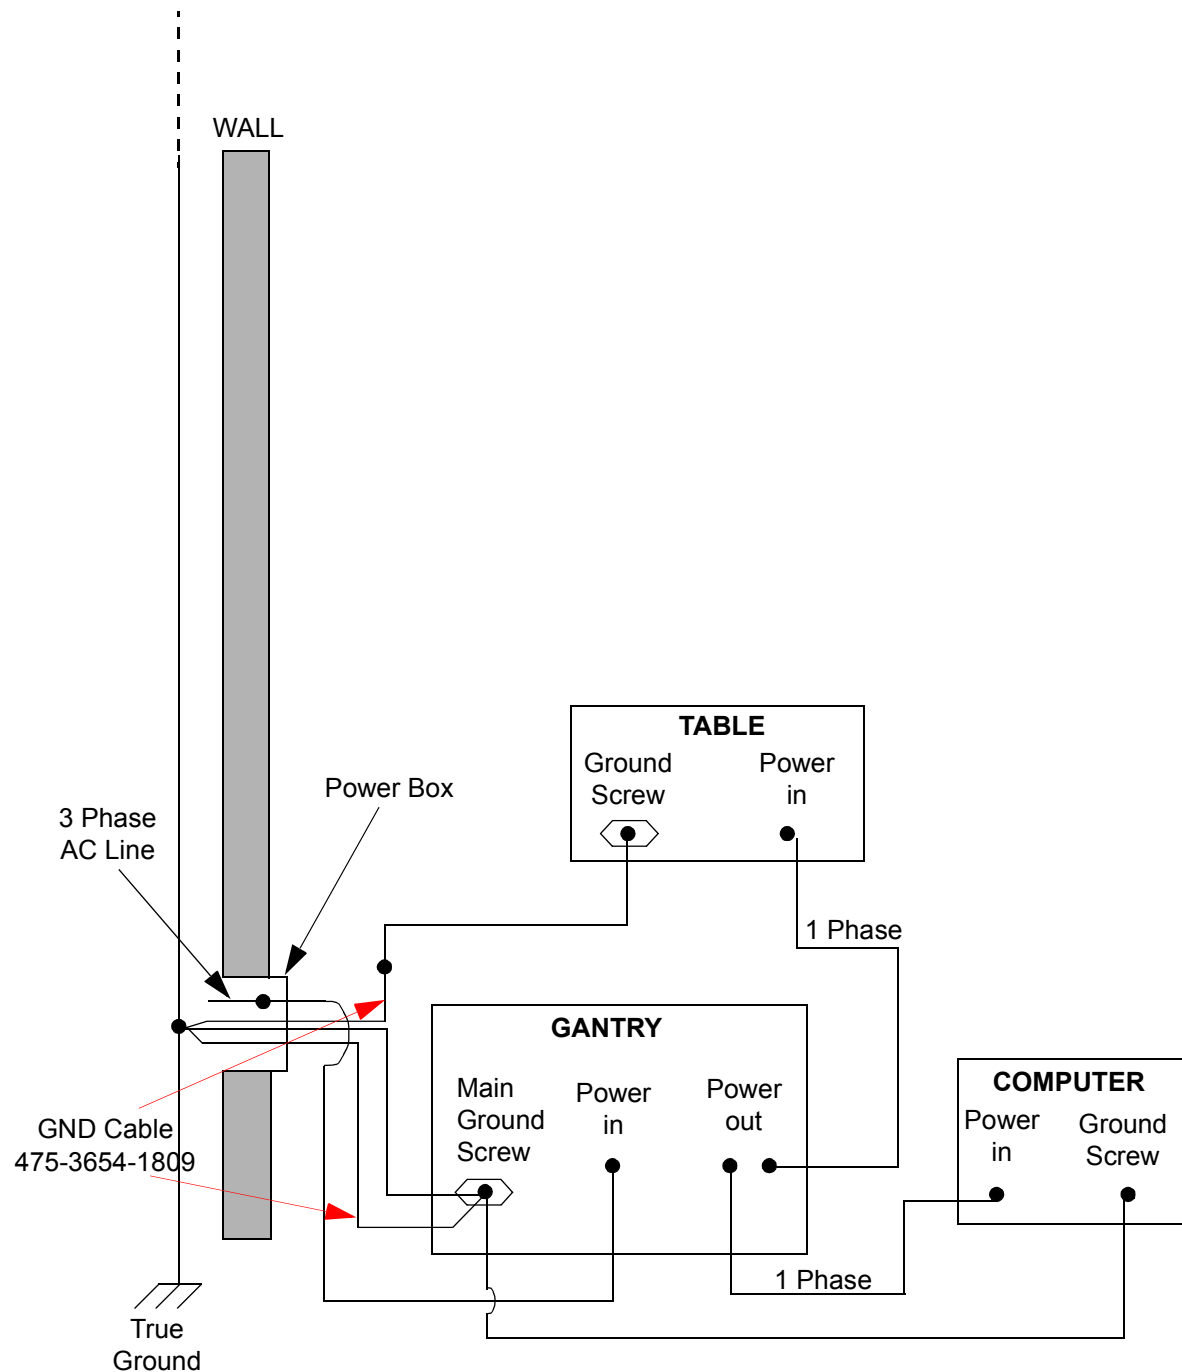 WALL
TABLE
Ground
Screw
Power
in
Power Box
3 Phase
AC Line
1 Phase
GANTRY
Main
Ground
Screw
Power
in
Power
out
COMPUTER
Power
in
Ground
Screw
GND Cable
475-3654-1809
1 Phase
True
Ground